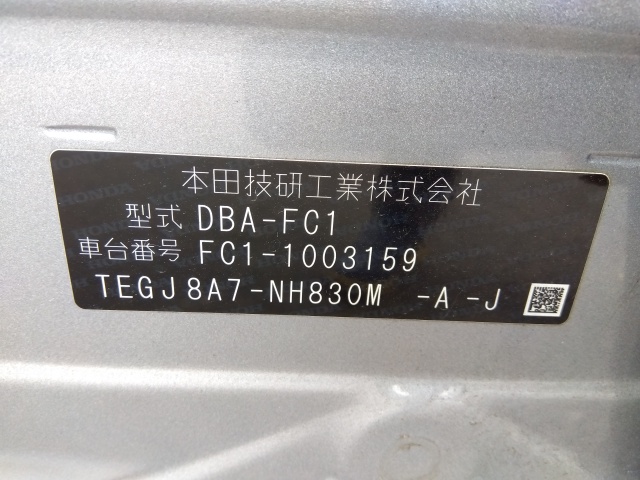 本田技研工業株式会社
型式 DBA-FC1
車台番号 FC1-1003159
TEGJ8A7-NH830M -A -J